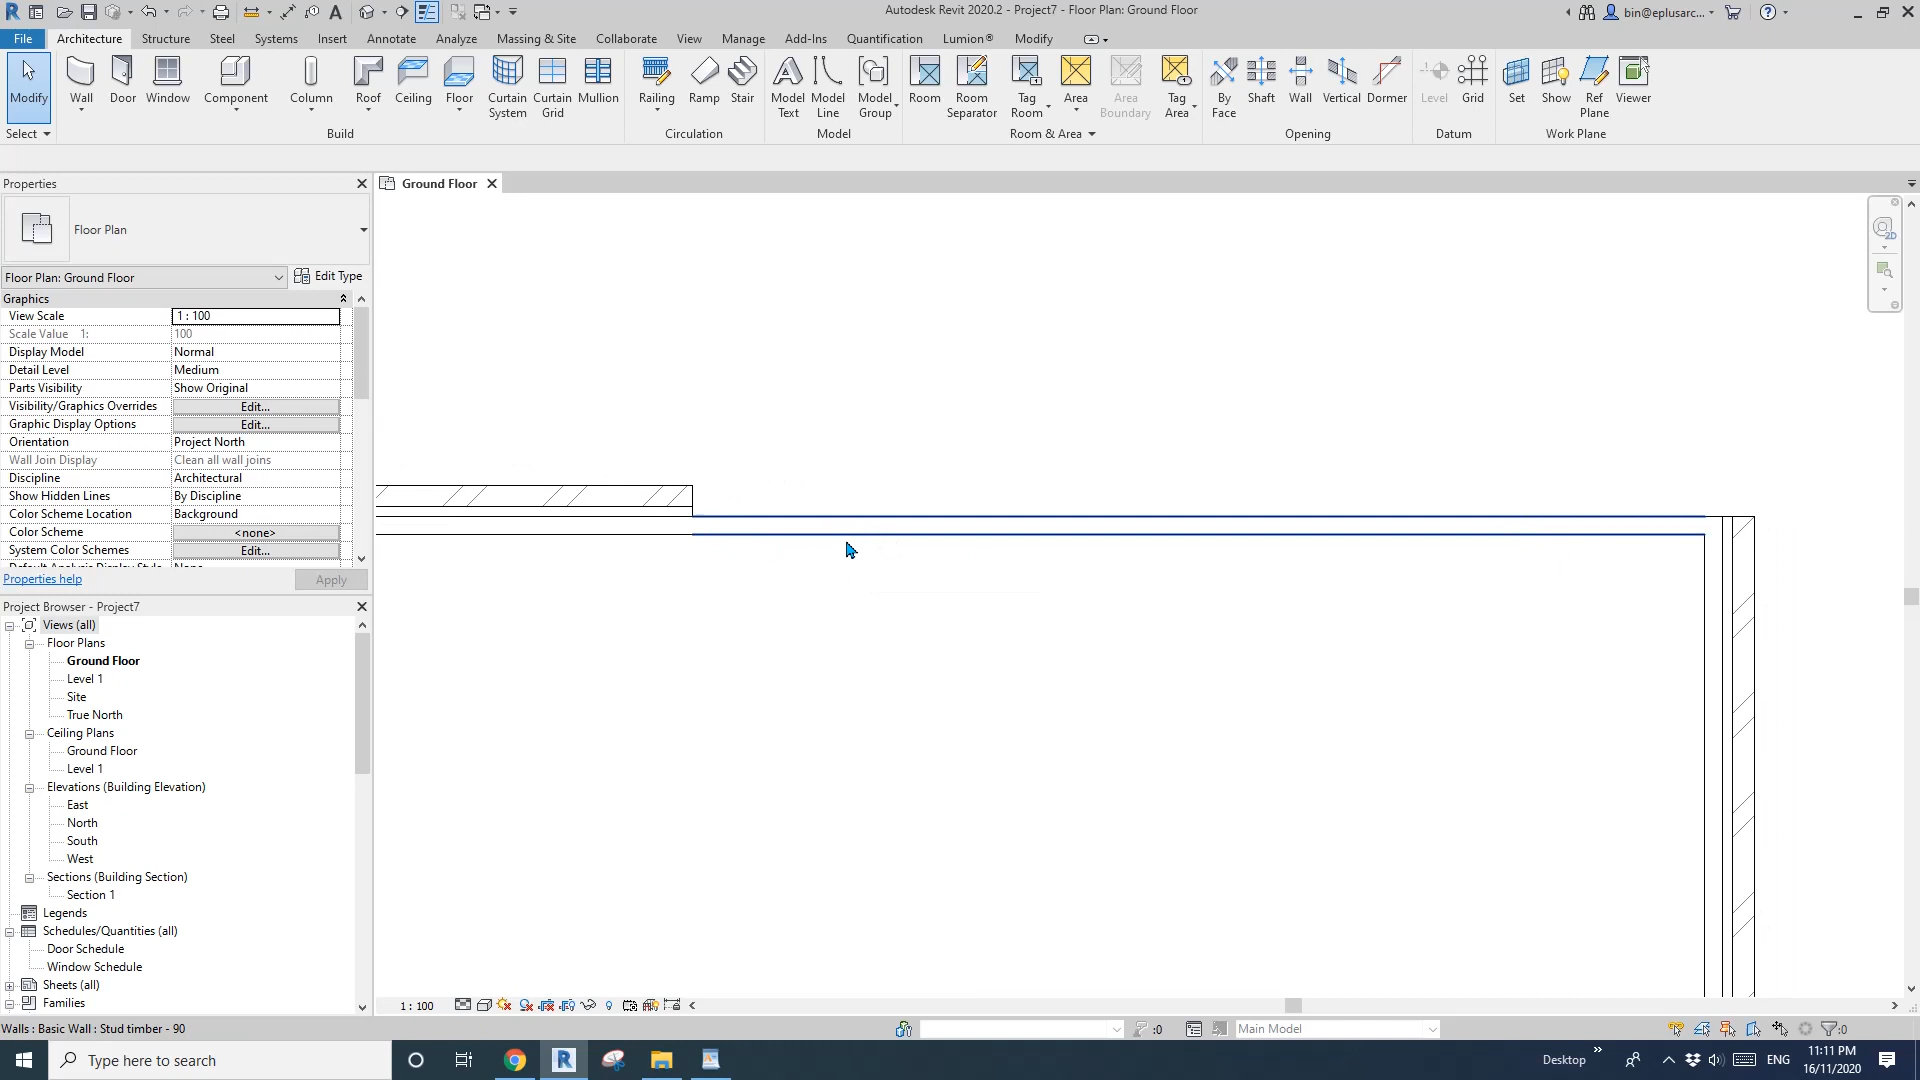 Autodesk Revit 2020.2 - Project7 - Floor Plan: Ground Floor
bin@eplusarc...
File Architecture Structure Steel Systems Insert Annotate Analyze Massing & Site Collaborate View Manage Add-Ins Quantification Lumion® Modify
Modify Wall Door Window Component Column Roof Ceiling Floor Curtain System Curtain Grid Mullion Railing Ramp Stair Model Text Model Line Model Group Room Room Separator Tag Room Area Area Boundary Tag Area By Face Shaft Wall Vertical Dormer Level Grid Set Show Ref Plane Viewer
Select Build Circulation Model Room & Area Opening Datum Work Plane
Properties
Ground Floor
Floor Plan
Floor Plan: Ground Floor Edit Type
Graphics
View Scale 1 : 100
Scale Value 1: 100
Display Model Normal
Detail Level Medium
Parts Visibility Show Original
Visibility/Graphics Overrides Edit...
Graphic Display Options Edit...
Orientation Project North
Wall Join Display Clean all wall joins
Discipline Architectural
Show Hidden Lines By Discipline
Color Scheme Location Background
Color Scheme <none>
System Color Schemes Edit...
Properties help Apply
Project Browser - Project7
Views (all)
Floor Plans
Ground Floor
Level 1
Site
True North
Ceiling Plans
Ground Floor
Level 1
Elevations (Building Elevation)
East
North
South
West
Sections (Building Section)
Section 1
Legends
Schedules/Quantities (all)
Door Schedule
Window Schedule
Sheets (all)
Families
1 : 100
Walls : Basic Wall : Stud timber - 90
:0
Main Model
:0
Type here to search
Desktop
ENG
11:11 PM
16/11/2020
2D